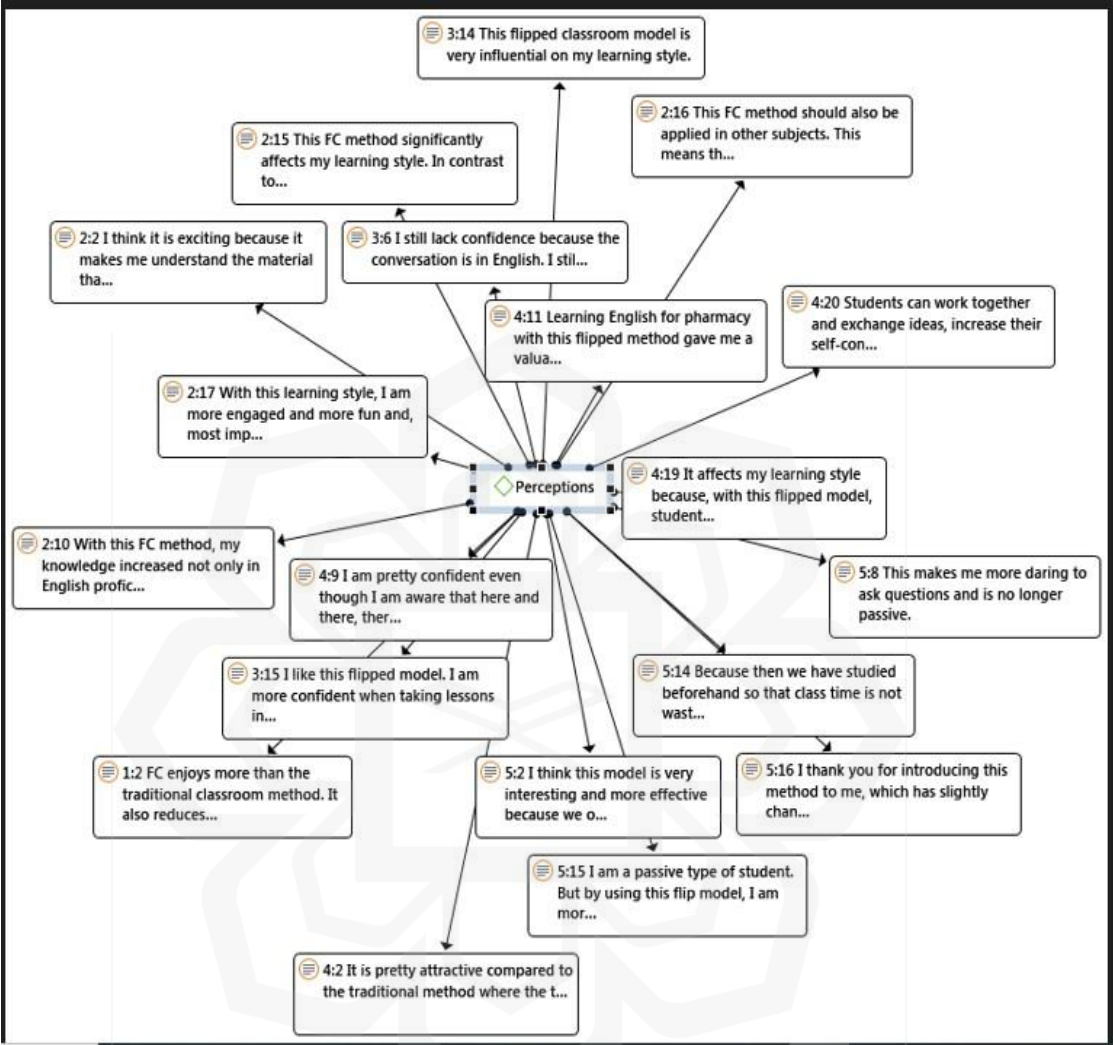 3:14 This flipped classroom model is
very influential on my learning style.
2:16 This FC method should also be
applied in other subjects. This
means th...
2:15 This FC method significantly
affects my learning style. In contrast
to...
2:2 I think it is exciting because it
makes me understand the material
tha...
3:6 I still lack confidence because the
conversation is in English. I stil...
4:20 Students can work together
and exchange ideas, increase their
self-con...
4:11 Learning English for pharmacy
with this flipped method gave me a
valua...
2:17 With this learning style, I am
more engaged and more fun and,
most imp...
Perceptions
4:19 It affects my learning style
because, with this flipped model,
student...
2:10 With this FC method, my
knowledge increased not only in
English profic...
4:9 I am pretty confident even
though I am aware that here and
there, ther...
5:8 This makes me more daring to
ask questions and is no longer
passive.
3:15 I like this flipped model. I am
more confident when taking lessons
in...
5:14 Because then we have studied
beforehand so that class time is not
wast...
1:2 FC enjoys more than the
traditional classroom method. It
also reduces...
5:2 I think this model is very
interesting and more effective
because we o...
5:16 I thank you for introducing this
method to me, which has slightly
chan...
5:15 I am a passive type of student.
But by using this flip model, I am
mor...
4:2 It is pretty attractive compared to
the traditional method where the t...